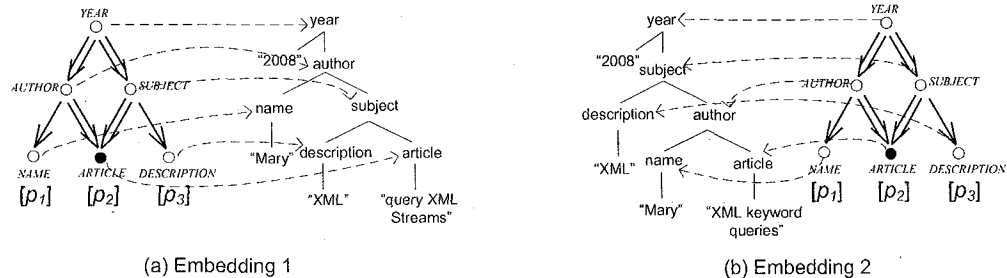 YEAR
year
"2008" author
AUTHOR
SUBJECT
name
subject
"Mary"
description
article
NAME
ARTICLE
DESCRIPTION
[p1]
[p2]
[p3]
"XML"
"query XML
Streams"
(a) Embedding 1
year
YEAR
"2008"
subject
AUTHOR
SUBJECT
description
author
"XML"
name
article
NAME
ARTICLE
DESCRIPTION
[p1]
[p2]
[p3]
"Mary"
"XML keyword
queries"
(b) Embedding 2